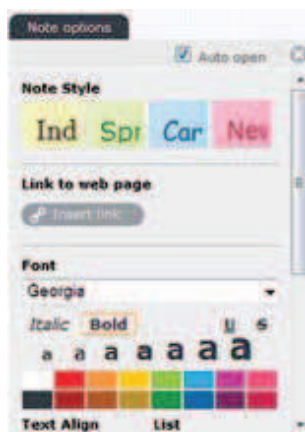 Note options
Auto open
Note Style
Ind Spr Car New
Link to web page
Insert link
Font
Georgia
Italic Bold U S
a a a a a a a
Text Align List